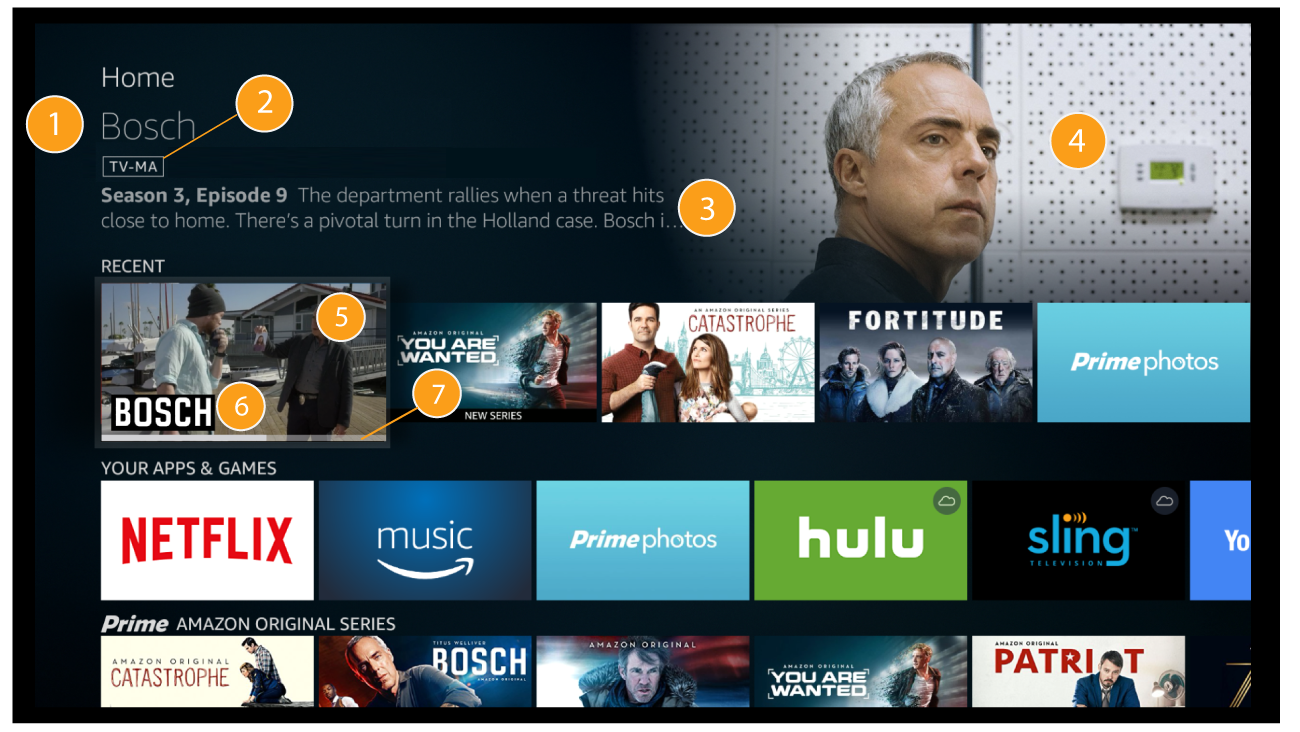 Home
1
2
Bosch
4
TV-MA
Season 3, Episode 9 The department rallies when a threat hits
3
close to home. There's a pivotal turn in the Holland case. Bosch i...
RECENT
5
6
BOSCH
7
AMAZON ORIGINAL
YOU ARE
WANTED
NEW SERIES
AN AMAZON ORIGINAL SERIES
CATASTROPHE
FORTITUDE
Prime photos
YOUR APPS & GAMES
NETFLIX
music
Prime photos
hulu
sling
TELEVISION
Yo
Prime AMAZON ORIGINAL SERIES
AMAZON ORIGINAL
CATASTROPHE
TITUS WELLIVER
BOSCH
AMAZON ORIGINAL
AMAZON ORIGINAL
AMAZON ORIGINAL
YOU ARE
WANTED
AMAZON ORIGINAL
PATRIOT